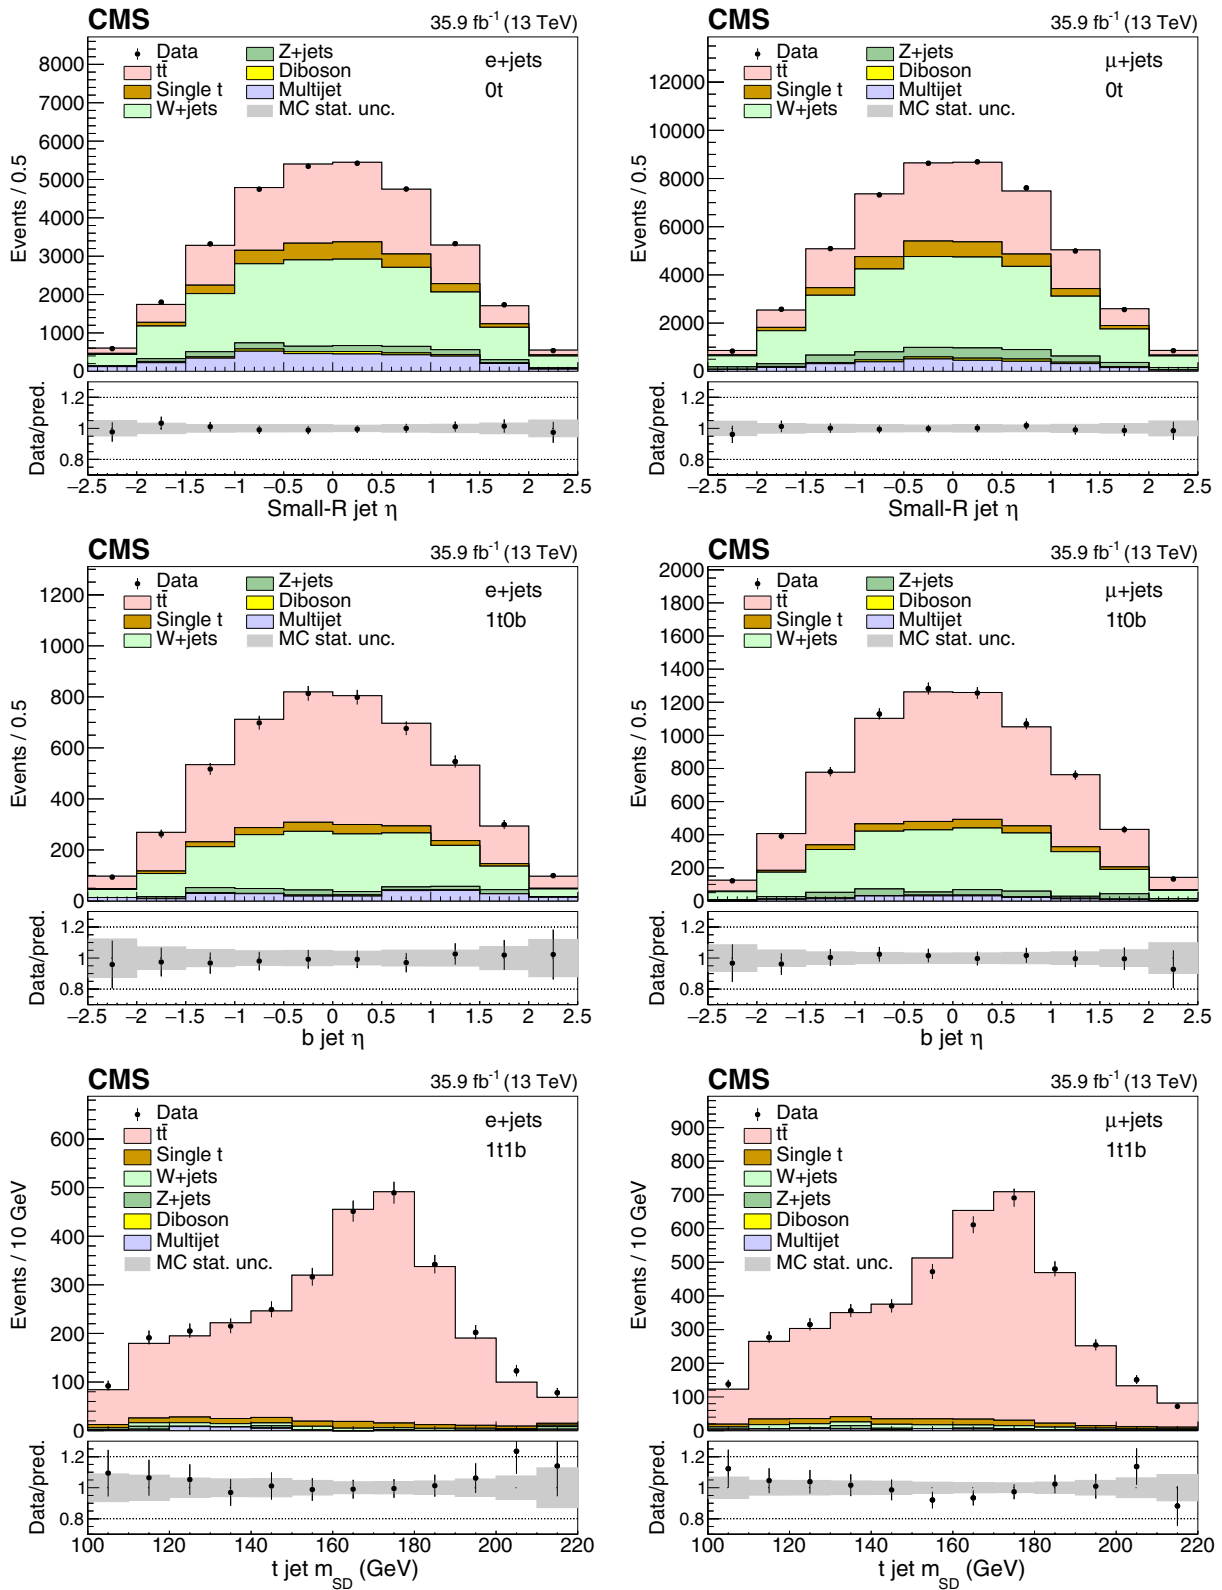 CMS 35.9 fb⁻¹ (13 TeV)
Events / 0.5
8000
7000
6000
5000
4000
3000
2000
1000
0
Data
tt̄
Single t
W+jets
Z+jets
Diboson
Multijet
MC stat. unc.
e+jets
0t
Data/pred.
1.2
1
0.8
−2.5 −2 −1.5 −1 −0.5 0 0.5 1 1.5 2 2.5
Small-R jet η
CMS 35.9 fb⁻¹ (13 TeV)
Events / 0.5
12000
10000
8000
6000
4000
2000
0
Data
tt̄
Single t
W+jets
Z+jets
Diboson
Multijet
MC stat. unc.
μ+jets
0t
Data/pred.
1.2
1
0.8
−2.5 −2 −1.5 −1 −0.5 0 0.5 1 1.5 2 2.5
Small-R jet η
CMS 35.9 fb⁻¹ (13 TeV)
Events / 0.5
1200
1000
800
600
400
200
0
Data
tt̄
Single t
W+jets
Z+jets
Diboson
Multijet
MC stat. unc.
e+jets
1t0b
Data/pred.
1.2
1
0.8
−2.5 −2 −1.5 −1 −0.5 0 0.5 1 1.5 2 2.5
b jet η
CMS 35.9 fb⁻¹ (13 TeV)
Events / 0.5
2000
1800
1600
1400
1200
1000
800
600
400
200
0
Data
tt̄
Single t
W+jets
Z+jets
Diboson
Multijet
MC stat. unc.
μ+jets
1t0b
Data/pred.
1.2
1
0.8
−2.5 −2 −1.5 −1 −0.5 0 0.5 1 1.5 2 2.5
b jet η
CMS 35.9 fb⁻¹ (13 TeV)
Events / 10 GeV
600
500
400
300
200
100
0
Data
tt̄
Single t
W+jets
Z+jets
Diboson
Multijet
MC stat. unc.
e+jets
1t1b
Data/pred.
1.2
1
0.8
100 120 140 160 180 200 220
t jet m_SD (GeV)
CMS 35.9 fb⁻¹ (13 TeV)
Events / 10 GeV
900
800
700
600
500
400
300
200
100
0
Data
tt̄
Single t
W+jets
Z+jets
Diboson
Multijet
MC stat. unc.
μ+jets
1t1b
Data/pred.
1.2
1
0.8
100 120 140 160 180 200 220
t jet m_SD (GeV)